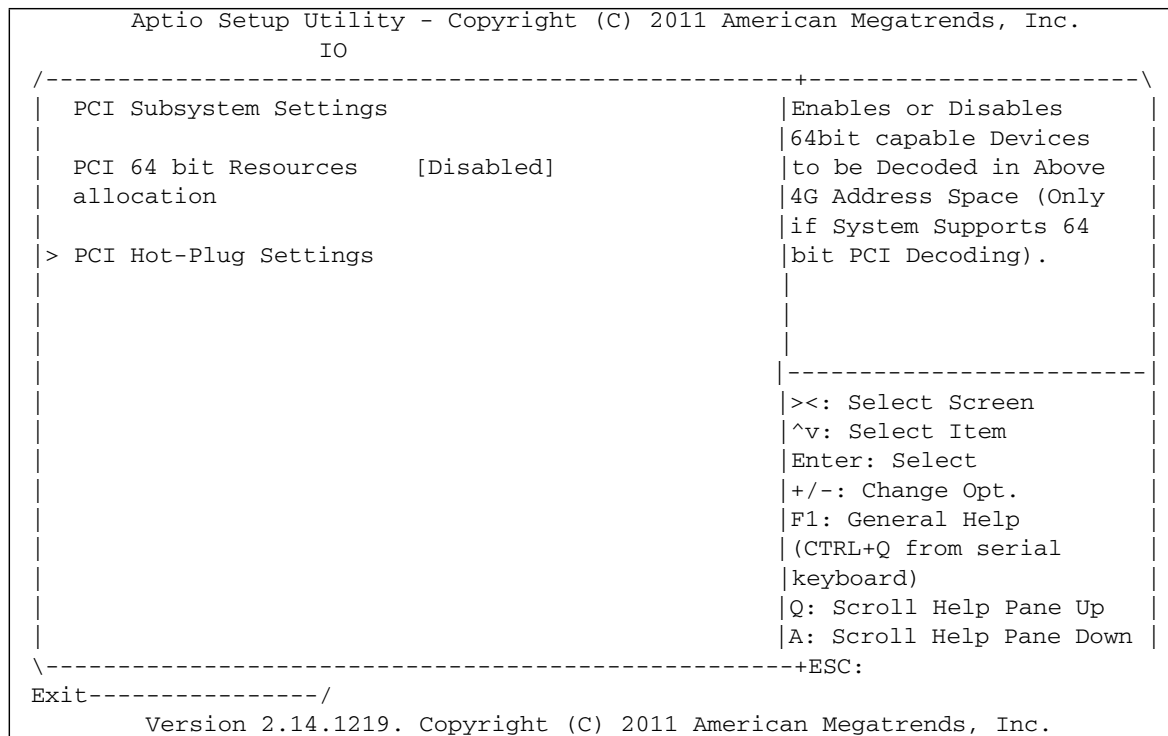 Aptio Setup Utility - Copyright (C) 2011 American Megatrends, Inc.
IO
/----------------------------------------------------+-----------------------\
|  PCI Subsystem Settings                           |Enables or Disables      |
|                                                   |64bit capable Devices    |
|  PCI 64 bit Resources    [Disabled]               |to be Decoded in Above   |
|  allocation                                       |4G Address Space (Only   |
|                                                   |if System Supports 64    |
|> PCI Hot-Plug Settings                            |bit PCI Decoding).       |
|                                                   |                         |
|                                                   |                         |
|                                                   |                         |
|                                                   |-------------------------|
|                                                   |><: Select Screen        |
|                                                   |^v: Select Item          |
|                                                   |Enter: Select            |
|                                                   |+/-: Change Opt.         |
|                                                   |F1: General Help         |
|                                                   |(CTRL+Q from serial      |
|                                                   |keyboard)                |
|                                                   |Q: Scroll Help Pane Up   |
|                                                   |A: Scroll Help Pane Down |
\----------------------------------------------------+ESC:
Exit----------------/
Version 2.14.1219. Copyright (C) 2011 American Megatrends, Inc.